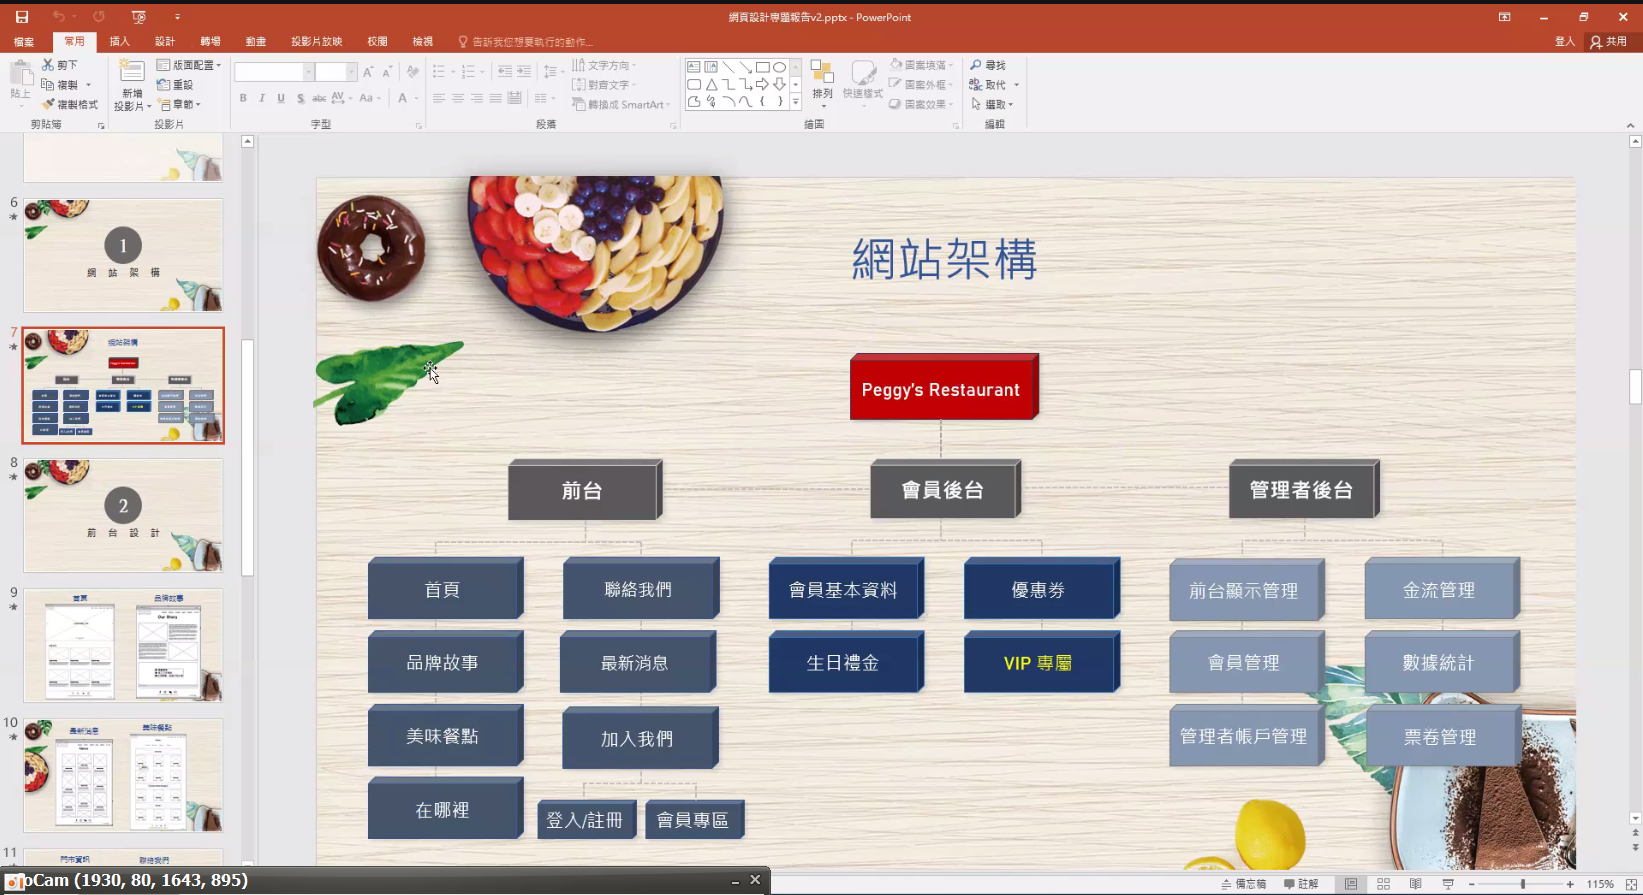 網頁設計專題報告v2.pptx - PowerPoint
檔案 常用 插入 設計 轉場 動畫 投影片放映 校閱 檢視 告訴我您想要執行的動作... 登入 共用
貼上 剪下 複製 複製格式 剪貼簿
新增投影片 版面配置 重設 章節 投影片
B I U S abc AV Aa A 字型
文字方向 對齊文字 轉換成 SmartArt 段落
排列 快速樣式 圖案填滿 圖案外框 圖案效果 繪圖
尋找 取代 選取 編輯
6
1
網 站 架 構
7
網站架構
8
2
前 台 設 計
9
首頁 品牌故事
Our Story
10
最新消息 美味餐點
11
門市資訊 聯絡我們
網站架構
Peggy's Restaurant
前台 會員後台 管理者後台
首頁 聯絡我們 會員基本資料 優惠券 前台顯示管理 金流管理
品牌故事 最新消息 生日禮金 VIP 專屬 會員管理 數據統計
美味餐點 加入我們 管理者帳戶管理 票卷管理
在哪裡 登入/註冊 會員專區
oCam (1930, 80, 1643, 895)
備忘稿 註解 115%